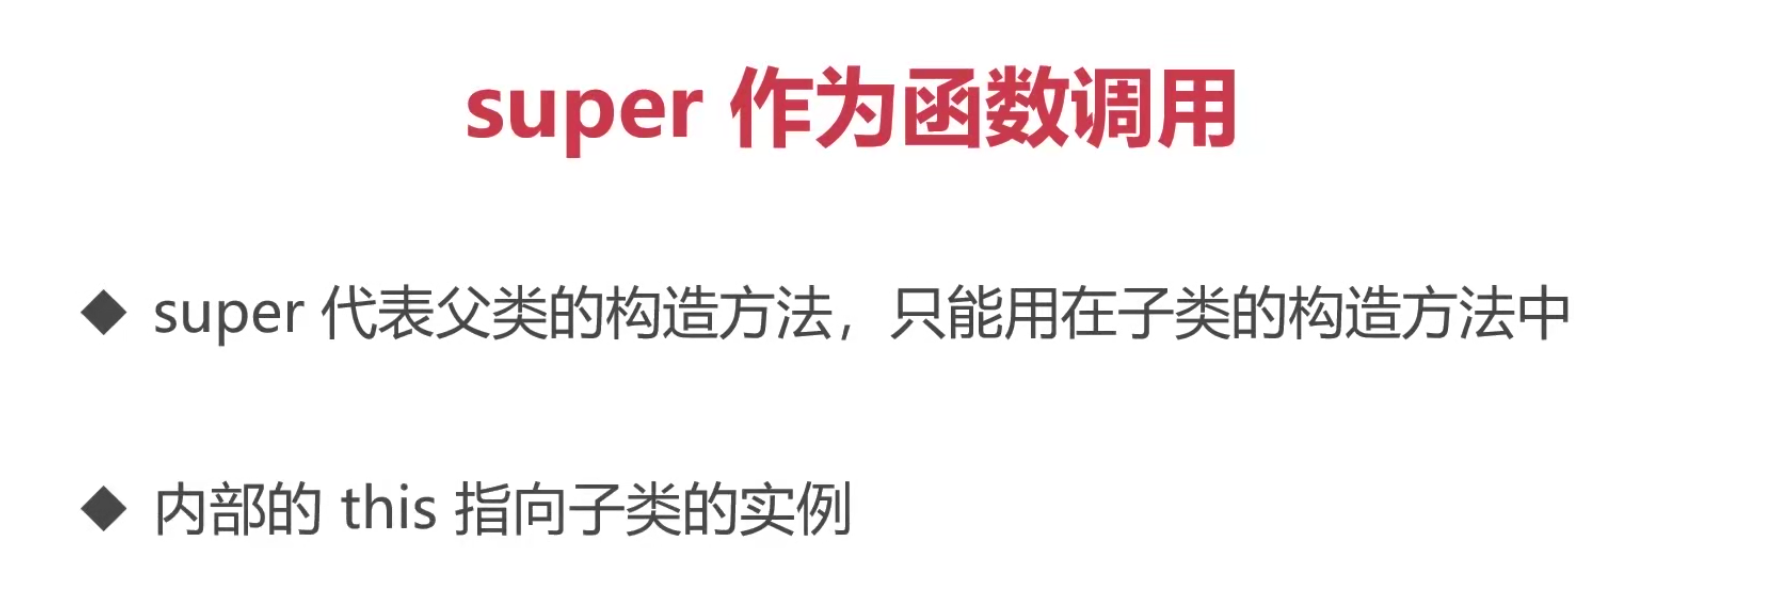 super 作为函数调用
◆ super 代表父类的构造方法，只能用在子类的构造方法中
◆ 内部的 this 指向子类的实例